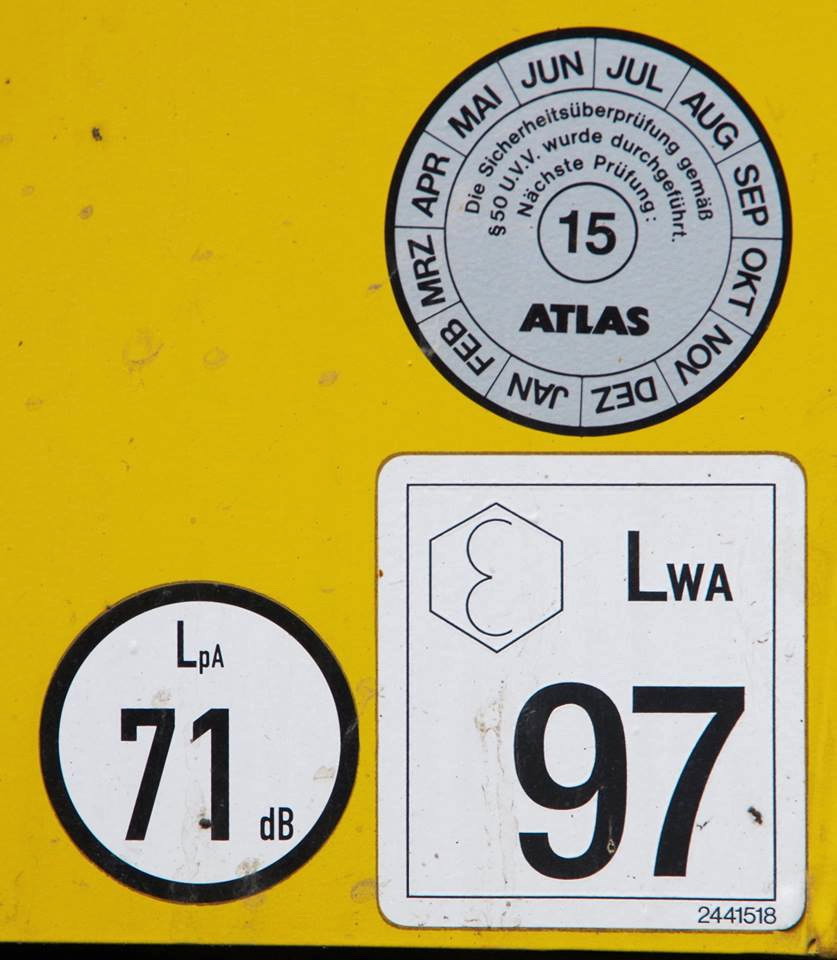 JAN FEB MRZ APR MAI JUN JUL AUG SEP OKT NOV DEZ
Die Sicherheitsüberprüfung gemäß
§ 50 U.V.V. wurde durchgeführt.
Nächste Prüfung:
15
ATLAS
LWA
97
2441518
LpA
71
dB